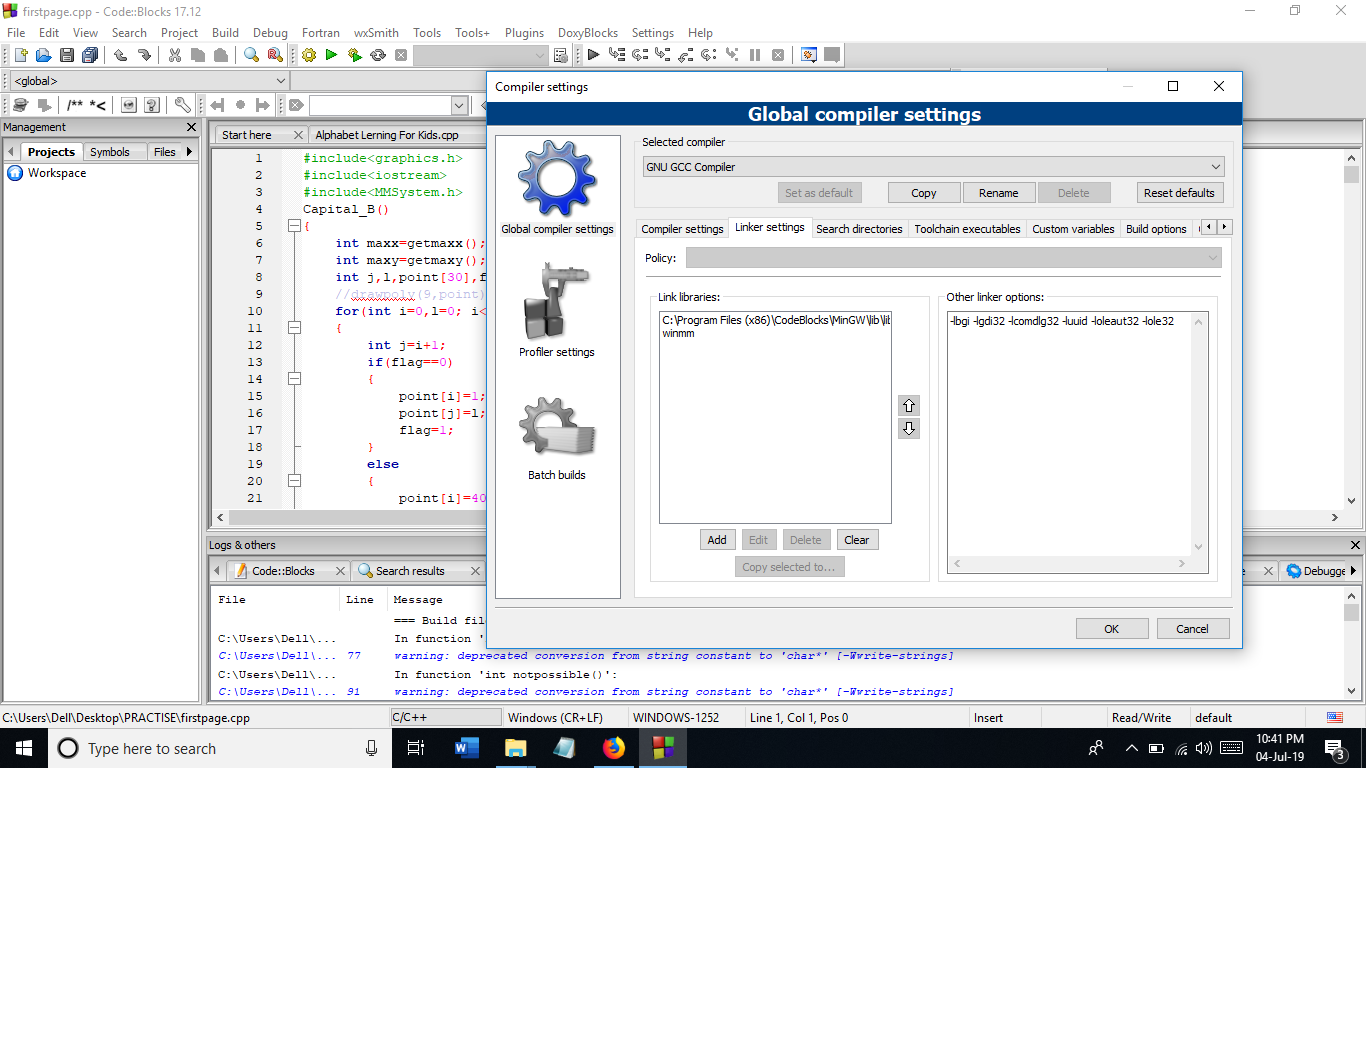 firstpage.cpp - Code::Blocks 17.12
File Edit View Search Project Build Debug Fortran wxSmith Tools Tools+ Plugins DoxyBlocks Settings Help
<global>
/** *<
Management
Projects Symbols Files
Workspace
Start here Alphabet Lerning For Kids.cpp
1 #include<graphics.h>
2 #include<iostream>
3 #include<MMSystem.h>
4 Capital_B()
5 {
6 int maxx=getmaxx();
7 int maxy=getmaxy();
8 int j,l,point[30],f
9 //drawpoly(9,point)
10 for(int i=0,l=0; i<
11 {
12 int j=i+1;
13 if(flag==0)
14 {
15 point[i]=l;
16 point[j]=l;
17 flag=1;
18 }
19 else
20 {
21 point[i]=40
Compiler settings
Global compiler settings
Global compiler settings
Profiler settings
Batch builds
Selected compiler
GNU GCC Compiler
Set as default Copy Rename Delete Reset defaults
Compiler settings Linker settings Search directories Toolchain executables Custom variables Build options
Policy:
Link libraries:
C:\Program Files (x86)\CodeBlocks\MinGW\lib\lib
winmm
Add Edit Delete Clear
Copy selected to...
Other linker options:
-lbgi -lgdi32 -lcomdlg32 -luuid -loleaut32 -lole32
OK Cancel
Logs & others
Code::Blocks Search results Debugge
File Line Message
=== Build fil
C:\Users\Dell\... In function '
C:\Users\Dell\... 77 warning: deprecated conversion from string constant to 'char*' [-Wwrite-strings]
C:\Users\Dell\... In function 'int notpossible()':
C:\Users\Dell\... 91 warning: deprecated conversion from string constant to 'char*' [-Wwrite-strings]
C:\Users\Dell\Desktop\PRACTISE\firstpage.cpp C/C++ Windows (CR+LF) WINDOWS-1252 Line 1, Col 1, Pos 0 Insert Read/Write default
Type here to search
10:41 PM
04-Jul-19
3